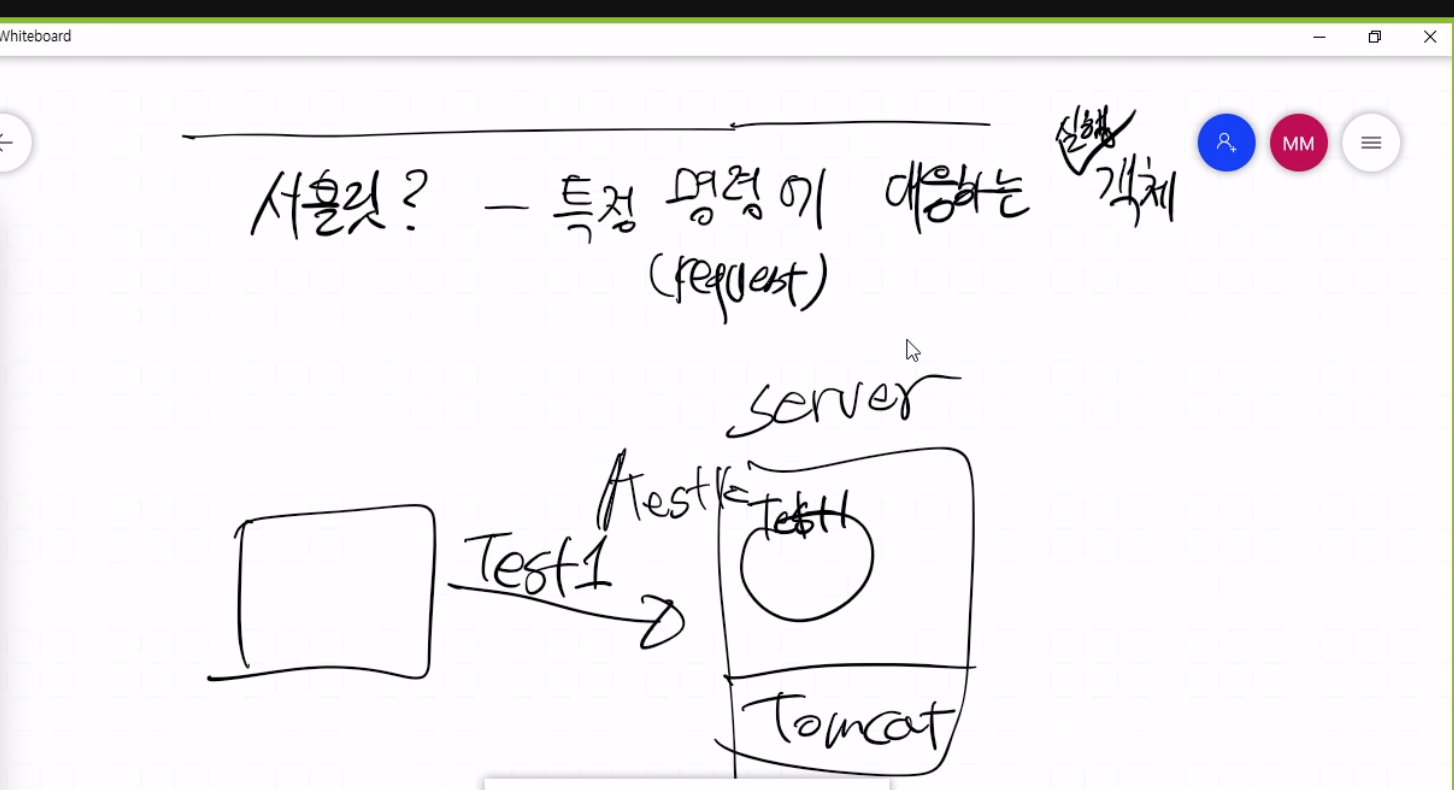 Whiteboard
MM
실행
서블릿? - 특정 명령에 대응하는 객체
(request)
server
Test1
Test1
Tomcat